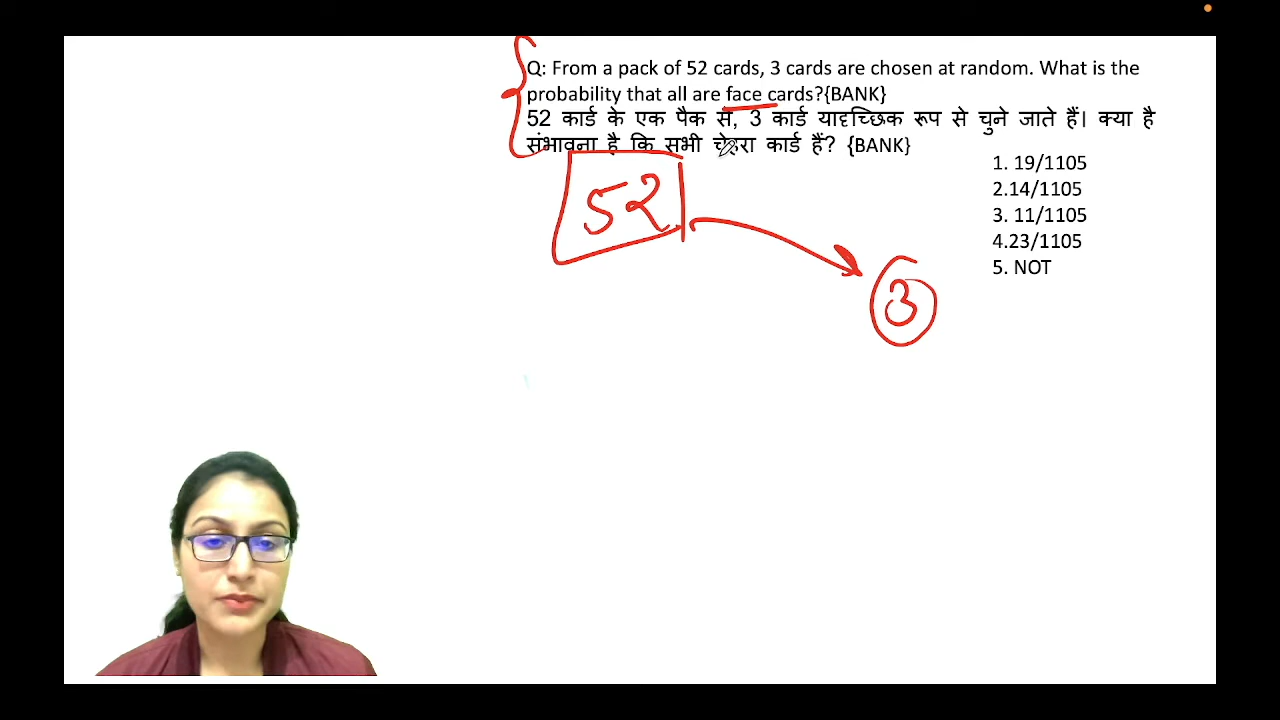 Q: From a pack of 52 cards, 3 cards are chosen at random. What is the
probability that all are face cards?{BANK}
52 कार्ड के एक पैक से, 3 कार्ड यादृच्छिक रूप से चुने जाते हैं। क्या है
संभावना है कि सभी चेहरा कार्ड हैं? {BANK}
1. 19/1105
2.14/1105
3. 11/1105
4.23/1105
5. NOT
52
3